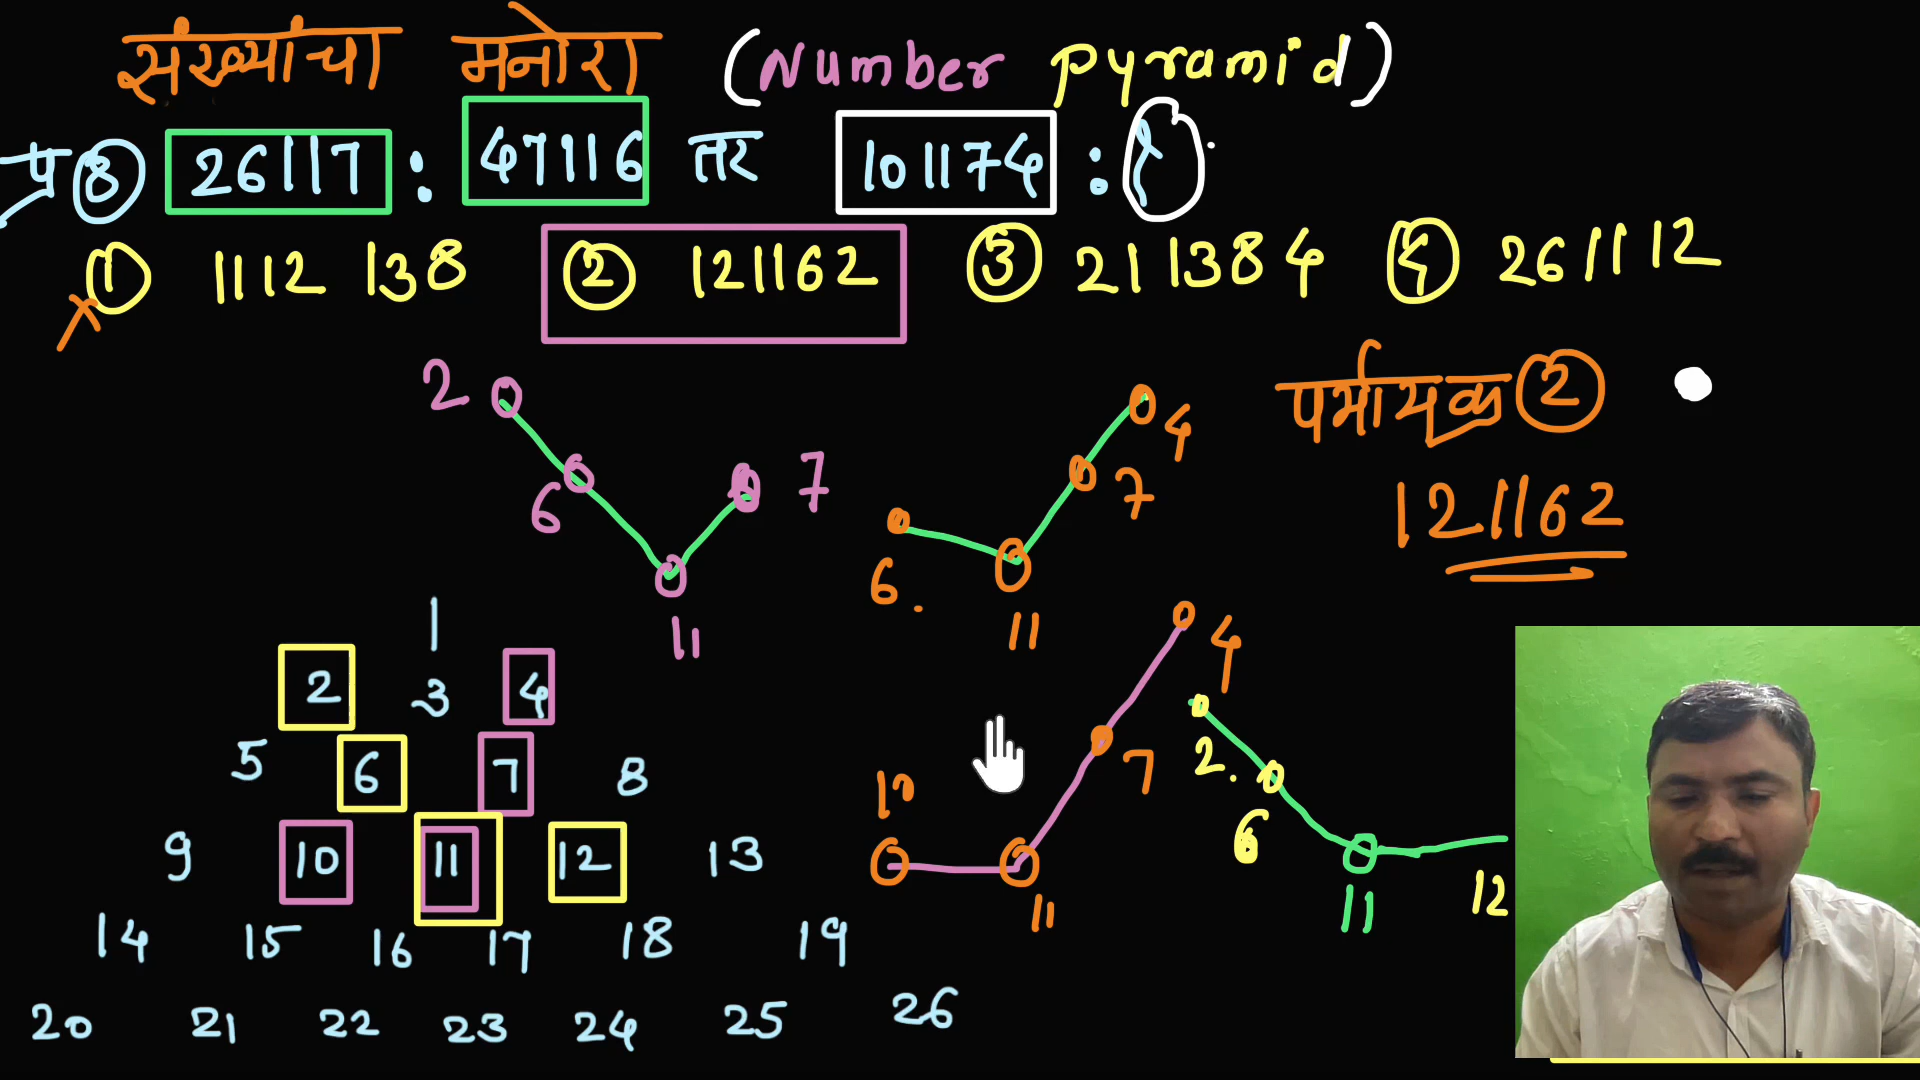 संख्यांचा मनोरा (Number pyramid)
प्र ③ 26117 : 47116 तर 101174 : ?
① 1112138 ② 121162 ③ 211384 ④ 261112
2 6 11 7
6. 11 7 4
पर्यायक्र ②
121162
1
2 3 4
5 6 7 8
9 10 11 12 13
14 15 16 17 18 19
20 21 22 23 24 25 26
10 11 7 4
2. 6 11 12